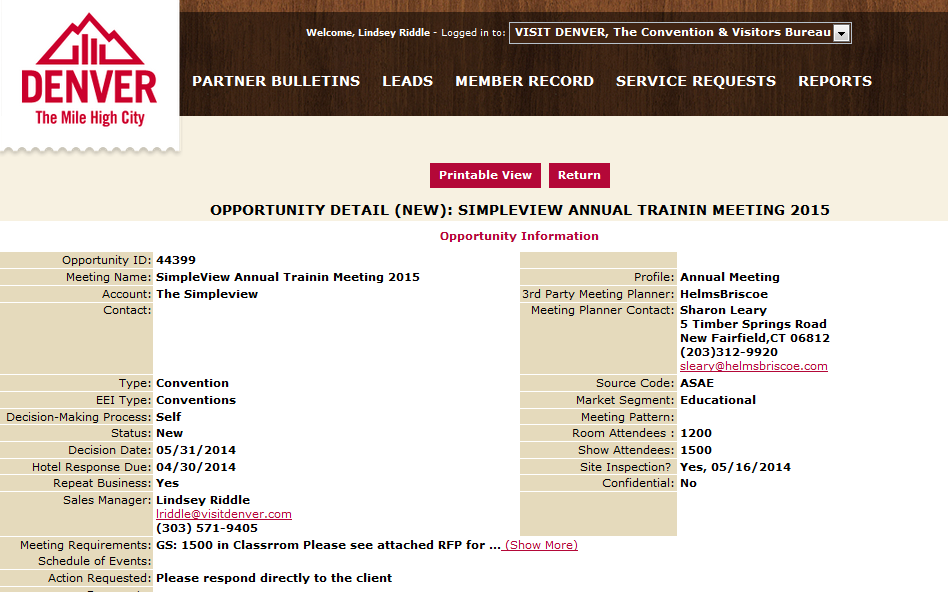 DENVER
The Mile High City
Welcome, Lindsey Riddle - Logged in to: VISIT DENVER, The Convention & Visitors Bureau
PARTNER BULLETINS LEADS MEMBER RECORD SERVICE REQUESTS REPORTS
Printable View Return
OPPORTUNITY DETAIL (NEW): SIMPLEVIEW ANNUAL TRAININ MEETING 2015
Opportunity Information
Opportunity ID: 44399
Meeting Name: SimpleView Annual Trainin Meeting 2015 Profile: Annual Meeting
Account: The Simpleview 3rd Party Meeting Planner: HelmsBriscoe
Contact: Meeting Planner Contact: Sharon Leary
5 Timber Springs Road
New Fairfield,CT 06812
(203)312-9920
sleary@helmsbriscoe.com
Type: Convention Source Code: ASAE
EEI Type: Conventions Market Segment: Educational
Decision-Making Process: Self Meeting Pattern:
Status: New Room Attendees : 1200
Decision Date: 05/31/2014 Show Attendees: 1500
Hotel Response Due: 04/30/2014 Site Inspection? Yes, 05/16/2014
Repeat Business: Yes Confidential: No
Sales Manager: Lindsey Riddle
lriddle@visitdenver.com
(303) 571-9405
Meeting Requirements: GS: 1500 in Classrrom Please see attached RFP for ... (Show More)
Schedule of Events:
Action Requested: Please respond directly to the client